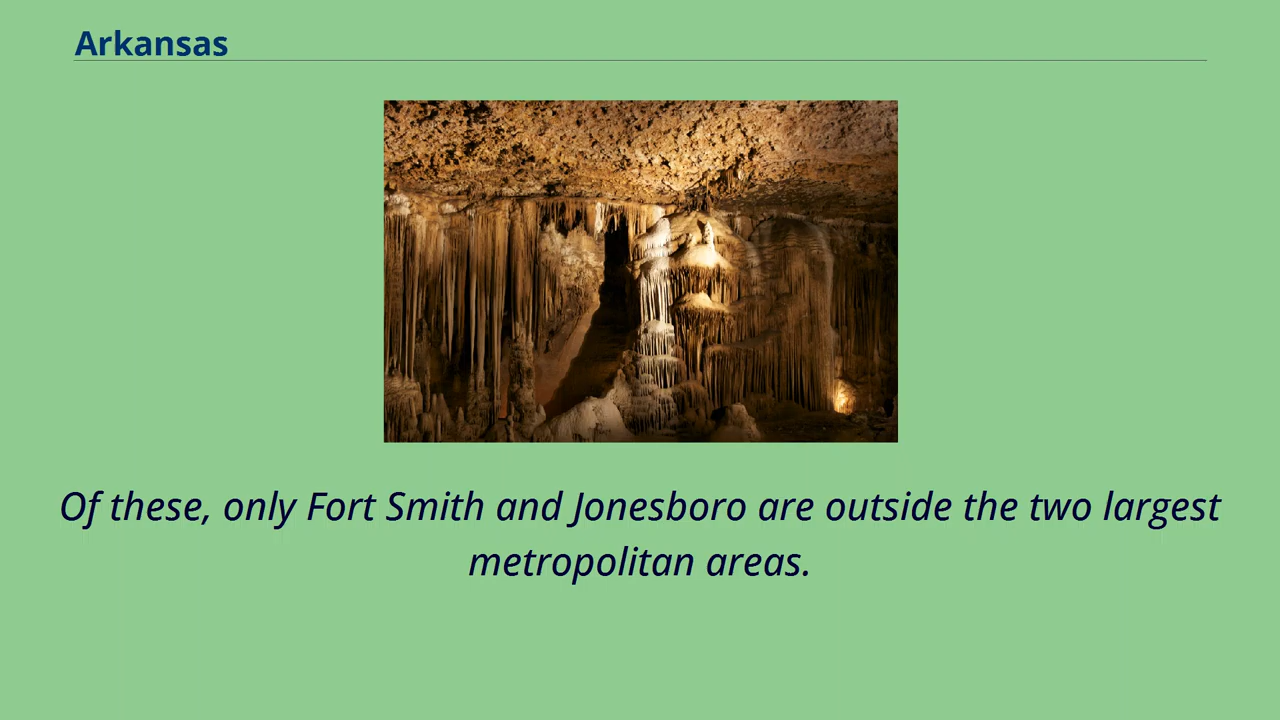 Arkansas
Of these, only Fort Smith and Jonesboro are outside the two largest
metropolitan areas.